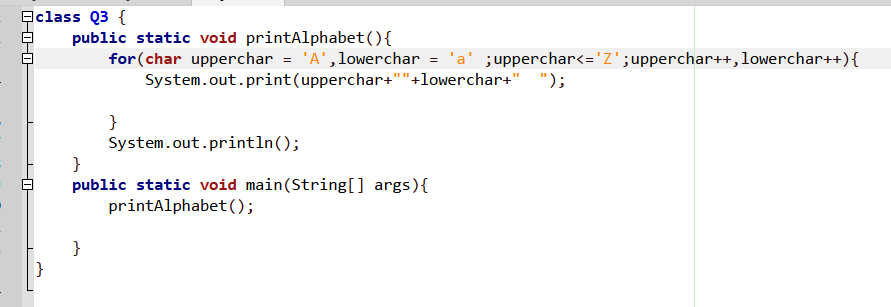 class Q3 {
    public static void printAlphabet(){
        for(char upperchar = 'A',lowerchar = 'a' ;upperchar<='Z';upperchar++,lowerchar++){
            System.out.print(upperchar+""+lowerchar+"  ");

        }
        System.out.println();
    }
    public static void main(String[] args){
        printAlphabet();

    }
}